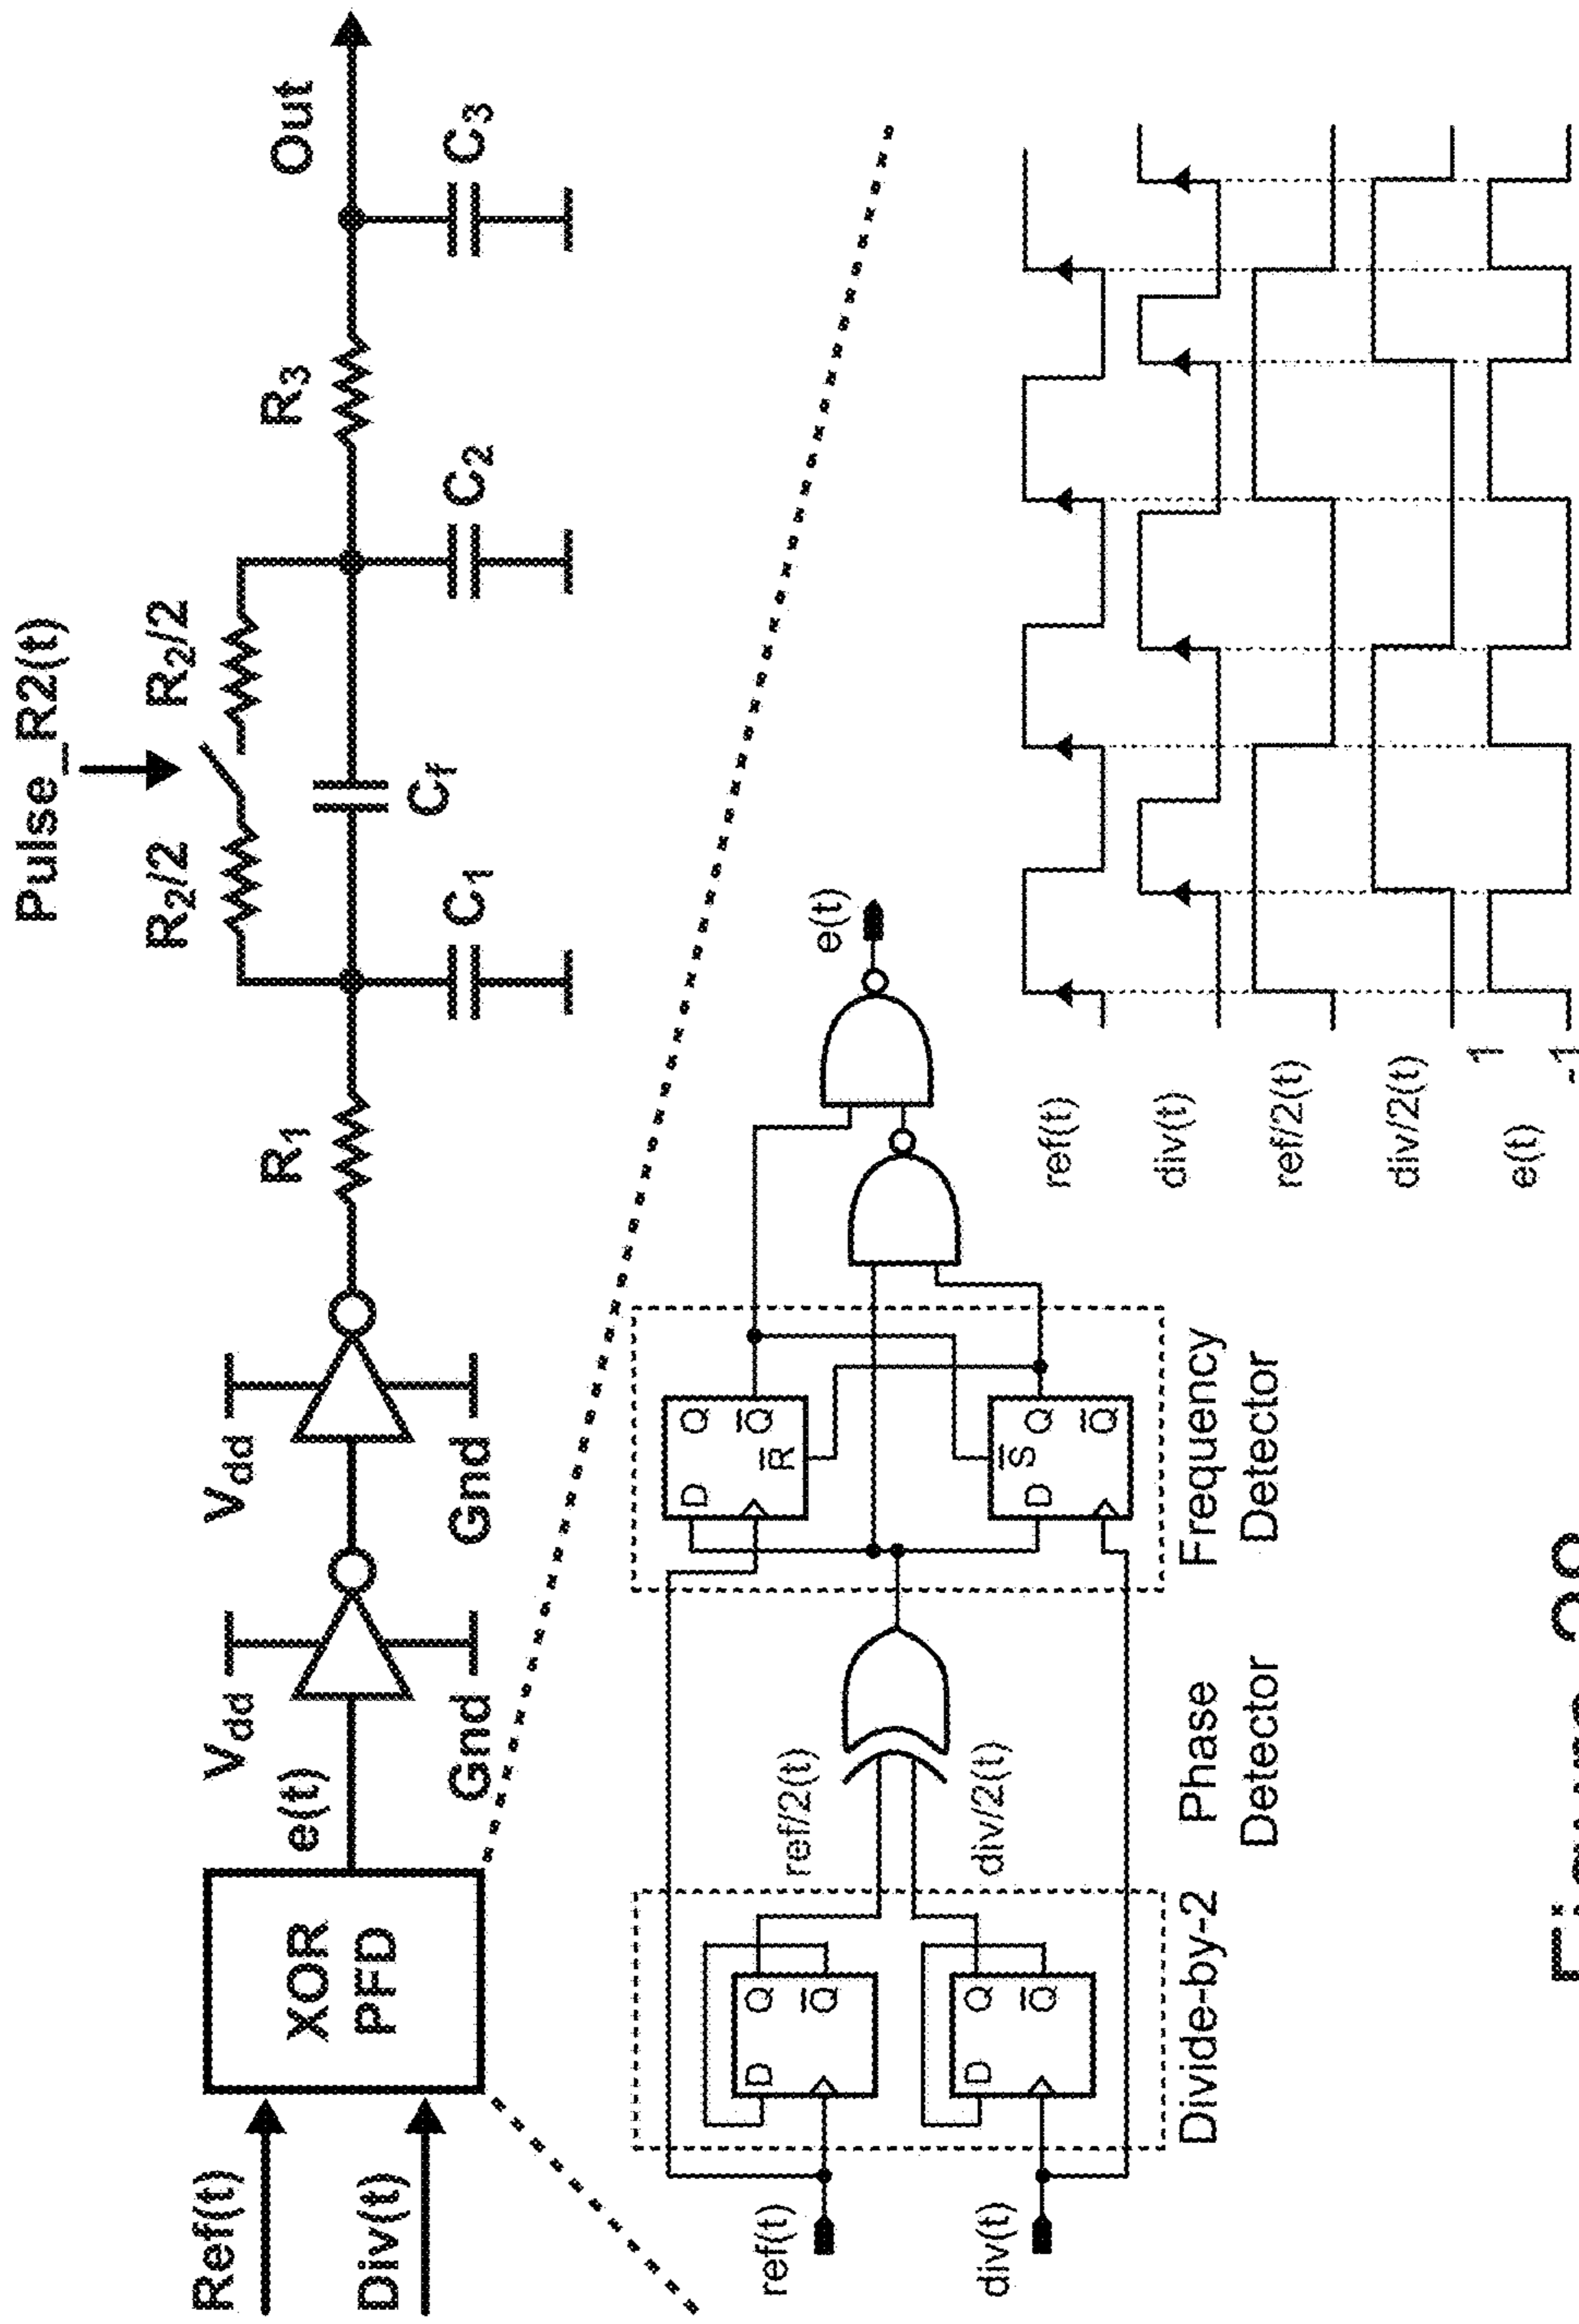 Pulse_R2(t)
R2/2
R2/2
Ref(t)
Div(t)
XOR
PFD
e(t)
Vdd
Gnd
Vdd
Gnd
R1
C1
Cf
C2
R3
C3
Out
ref(t)
div(t)
D
Q
Q̅
D
Q
Q̅
Divide-by-2
ref/2(t)
div/2(t)
Phase
Detector
D
Q
Q̅
R̅
D
S̅
Q
Q̅
Frequency
Detector
e(t)
ref(t)
div(t)
ref/2(t)
div/2(t)
e(t)
1
-1